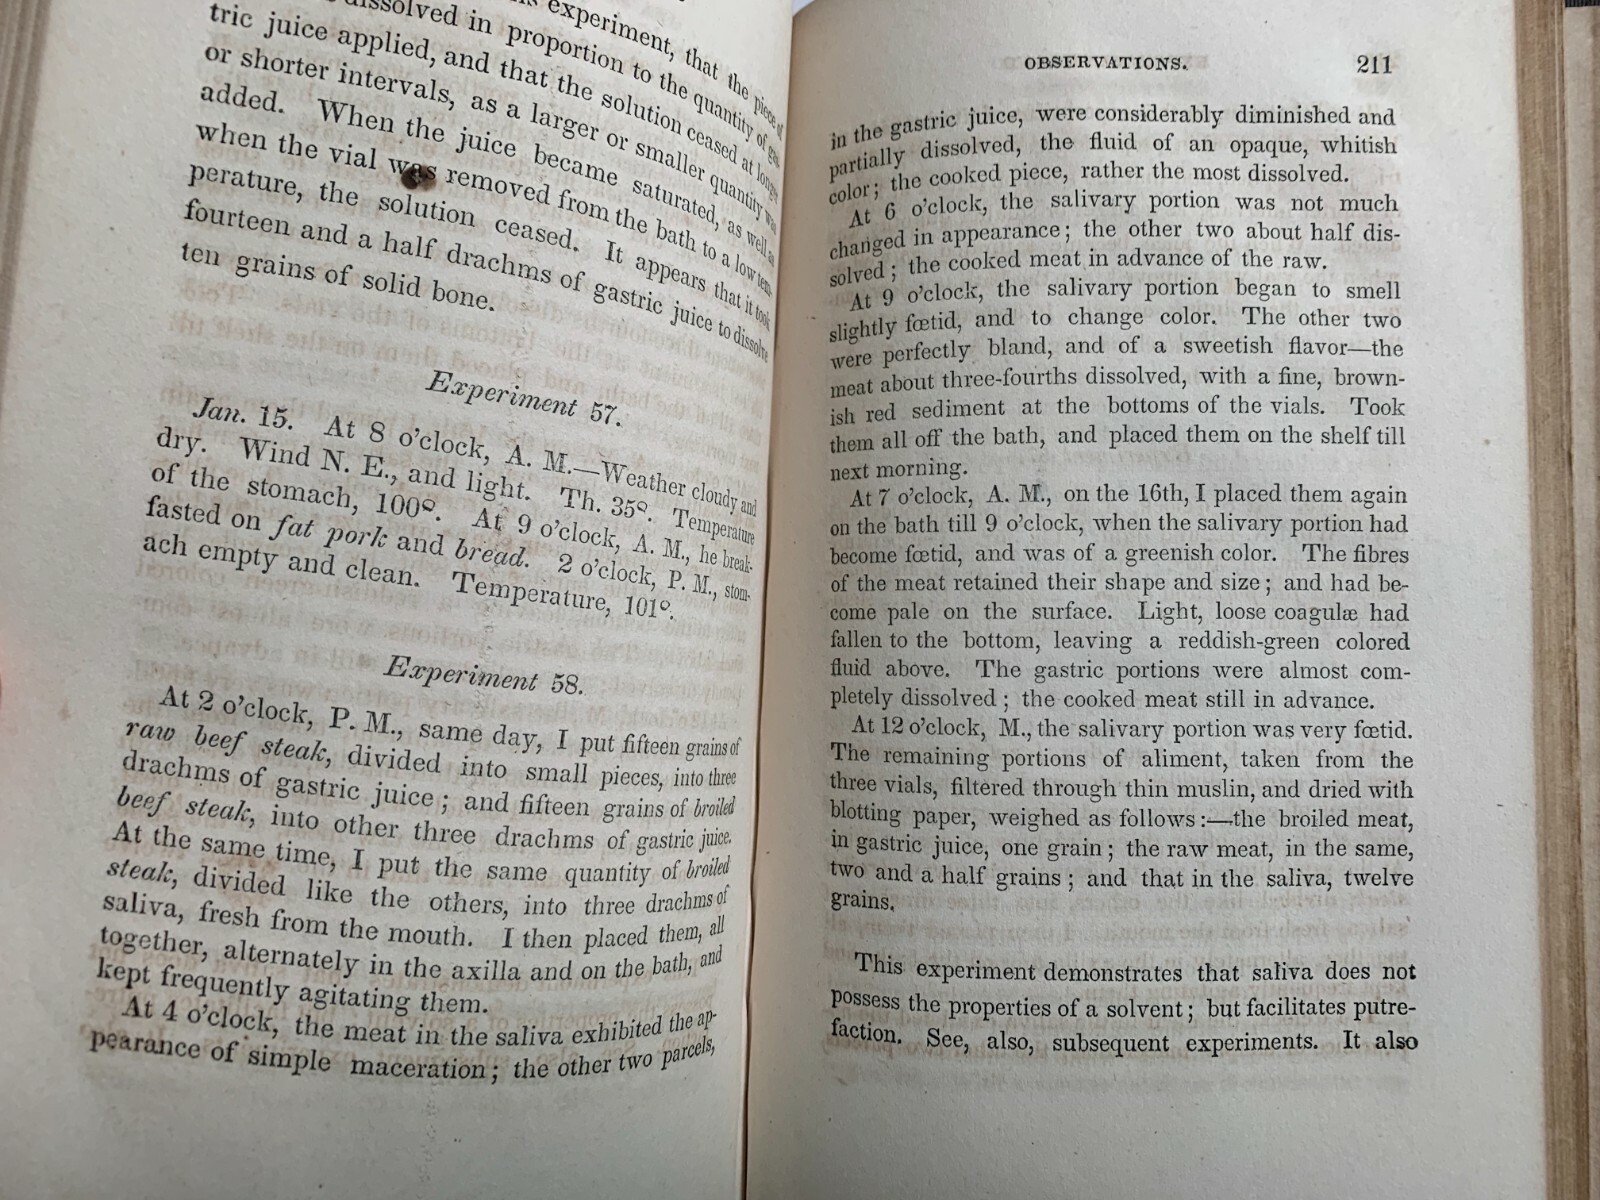 experiment, that the piece of
dissolved in proportion to the quantity of gas-
tric juice applied, and that the solution ceased at longer
or shorter intervals, as a larger or smaller quantity was
added. When the juice became saturated, as well as
when the vial was removed from the bath to a low tem-
perature, the solution ceased. It appears that it took
fourteen and a half drachms of gastric juice to dissolve
ten grains of solid bone.
Experiment 57.
Jan. 15. At 8 o'clock, A. M.—Weather cloudy and
dry. Wind N. E., and light. Th. 35°. Temperature
of the stomach, 100°. At 9 o'clock, A. M., he break-
fasted on fat pork and bread. 2 o'clock, P. M., stom-
ach empty and clean. Temperature, 101°.
Experiment 58.
At 2 o'clock, P. M., same day, I put fifteen grains of
raw beef steak, divided into small pieces, into three
drachms of gastric juice; and fifteen grains of broiled
beef steak, into other three drachms of gastric juice.
At the same time, I put the same quantity of broiled
steak, divided like the others, into three drachms of
saliva, fresh from the mouth. I then placed them, all
together, alternately in the axilla and on the bath, and
kept frequently agitating them.
At 4 o'clock, the meat in the saliva exhibited the ap-
pearance of simple maceration; the other two parcels,
OBSERVATIONS. 211
in the gastric juice, were considerably diminished and
partially dissolved, the fluid of an opaque, whitish
color; the cooked piece, rather the most dissolved.
At 6 o'clock, the salivary portion was not much
changed in appearance; the other two about half dis-
solved; the cooked meat in advance of the raw.
At 9 o'clock, the salivary portion began to smell
slightly fœtid, and to change color. The other two
were perfectly bland, and of a sweetish flavor—the
meat about three-fourths dissolved, with a fine, brown-
ish red sediment at the bottoms of the vials. Took
them all off the bath, and placed them on the shelf till
next morning.
At 7 o'clock, A. M., on the 16th, I placed them again
on the bath till 9 o'clock, when the salivary portion had
become fœtid, and was of a greenish color. The fibres
of the meat retained their shape and size; and had be-
come pale on the surface. Light, loose coagulæ had
fallen to the bottom, leaving a reddish-green colored
fluid above. The gastric portions were almost com-
pletely dissolved; the cooked meat still in advance.
At 12 o'clock, M., the salivary portion was very fœtid.
The remaining portions of aliment, taken from the
three vials, filtered through thin muslin, and dried with
blotting paper, weighed as follows:—the broiled meat,
in gastric juice, one grain; the raw meat, in the same,
two and a half grains; and that in the saliva, twelve
grains.
This experiment demonstrates that saliva does not
possess the properties of a solvent; but facilitates putre-
faction. See, also, subsequent experiments. It also